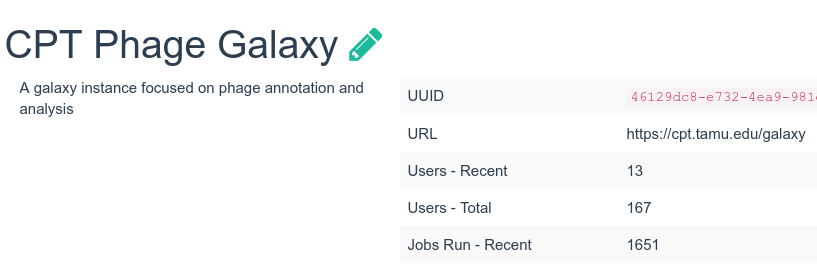 CPT Phage Galaxy
A galaxy instance focused on phage annotation and
analysis
UUID 46129dc8-e732-4ea9-981
URL https://cpt.tamu.edu/galaxy
Users - Recent 13
Users - Total 167
Jobs Run - Recent 1651